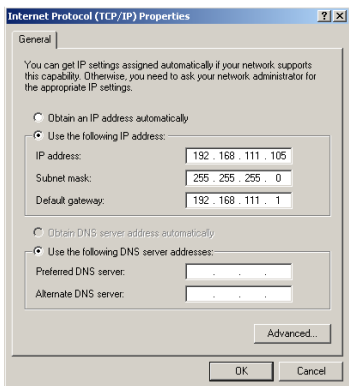 Internet Protocol (TCP/IP) Properties
General
You can get IP settings assigned automatically if your network supports
this capability. Otherwise, you need to ask your network administrator for
the appropriate IP settings.
Obtain an IP address automatically
Use the following IP address:
IP address: 192 . 168 . 111 . 105
Subnet mask: 255 . 255 . 255 . 0
Default gateway: 192 . 168 . 111 . 1
Obtain DNS server address automatically
Use the following DNS server addresses:
Preferred DNS server: . . .
Alternate DNS server: . . .
Advanced...
OK Cancel